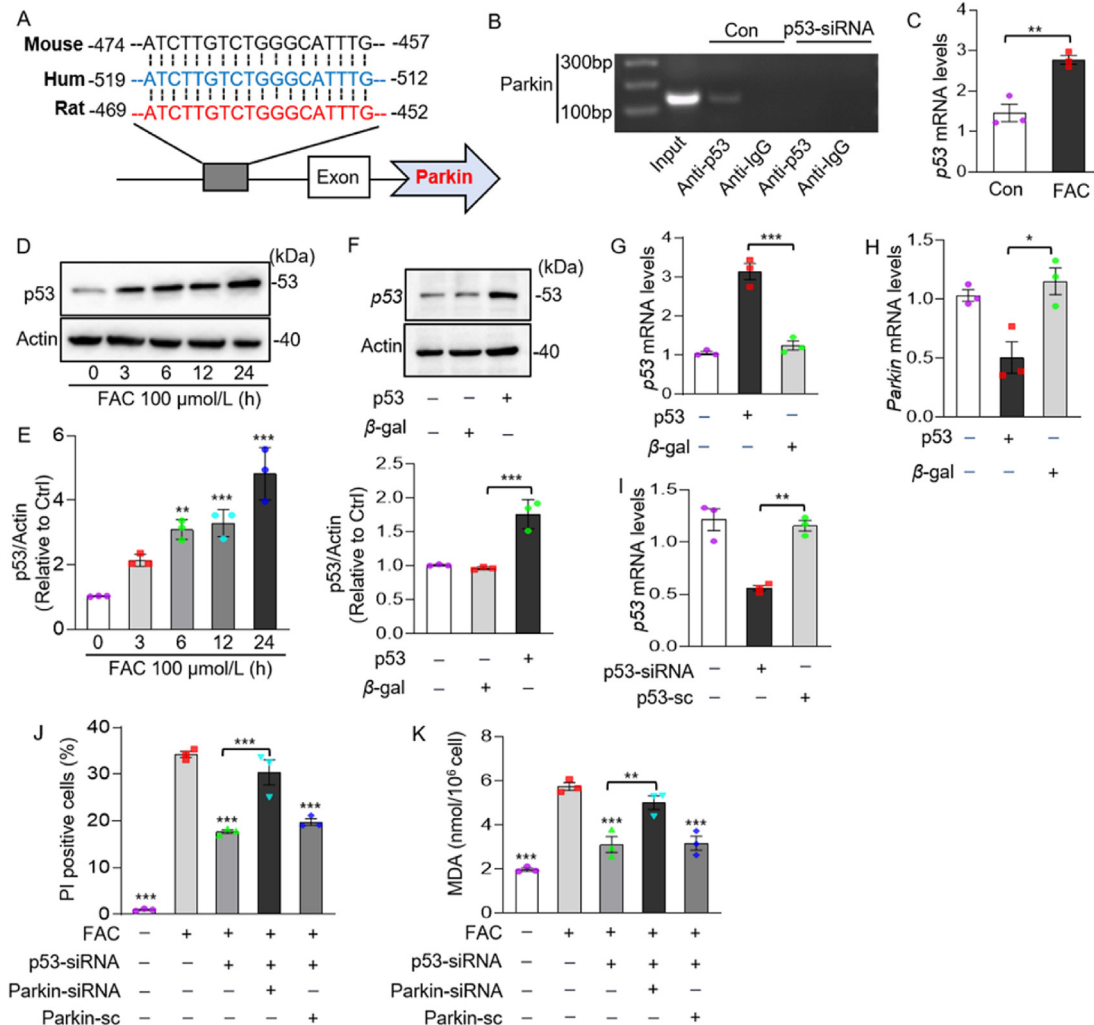 A
Mouse -474 --ATCTTGTCTGGGCATTTG-- -457
Hum -519 --ATCTTGTCTGGGCATTTG-- -512
Rat -469 --ATCTTGTCTGGGCATTTG-- -452
Exon
Parkin
B
Con p53-siRNA
Parkin
300bp
100bp
Input Anti-p53 Anti-IgG Anti-p53 Anti-IgG
C
**
p53 mRNA levels
4
3
2
1
0
Con FAC
D
(kDa)
p53 -53
Actin -40
0 3 6 12 24
FAC 100 μmol/L (h)
E
p53/Actin
(Relative to Ctrl)
6
4
2
0
** *** ***
0 3 6 12 24
FAC 100 μmol/L (h)
F
(kDa)
p53 -53
Actin -40
p53 – – +
β-gal – + –
p53/Actin
(Relative to Ctrl)
2.5
2.0
1.5
1.0
0.5
0.0
***
p53 – – +
β-gal – + –
G
p53 mRNA levels
4
3
2
1
0
***
p53 – + –
β-gal – – +
H
Parkin mRNA levels
1.5
1.0
0.5
0.0
*
p53 – + –
β-gal – – +
I
p53 mRNA levels
1.5
1.0
0.5
0.0
**
p53-siRNA – + –
p53-sc – – +
J
PI positive cells (%)
40
30
20
10
0
*** *** *** ***
FAC – + + + +
p53-siRNA – – + + +
Parkin-siRNA – – – + –
Parkin-sc – – – – +
K
MDA (nmol/10⁶ cell)
8
6
4
2
0
*** *** ** ***
FAC – + + + +
p53-siRNA – – + + +
Parkin-siRNA – – – + –
Parkin-sc – – – – +